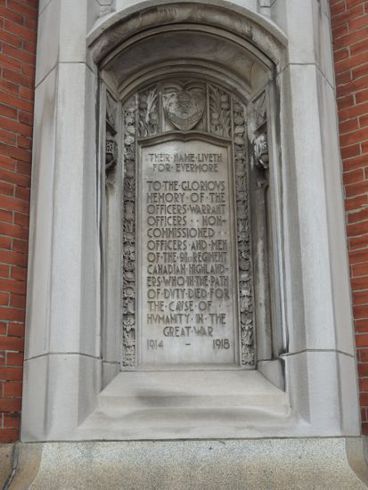 THEIR·NAME·LIVETH
FOR·EVERMORE
TO·THE·GLORIOVS
MEMORY·OF·THE
OFFICERS·WARRANT
OFFICERS··NON-
COMMISSIONED··
OFFICERS·AND·MEN
OF·THE·91ST·REGIMENT
CANADIAN·HIGHLAND-
ERS·WHO·IN·THE·PATH
OF·DVTY·DIED·FOR
THE·CAVSE·OF
HVMANITY·IN·THE
GREAT·WAR
1914 – 1918